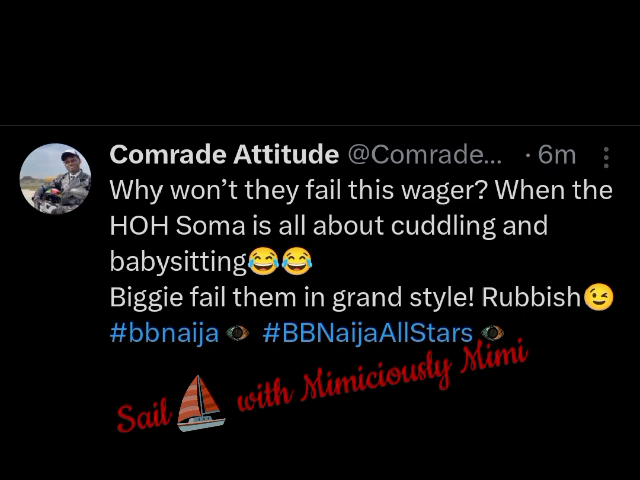 Comrade Attitude @Comrade... · 6m
Why won’t they fail this wager? When the
HOH Soma is all about cuddling and
babysitting😂😂
Biggie fail them in grand style! Rubbish😉
#bbnaija #BBNaijaAllStars
Sail with Mimiciously Mimi